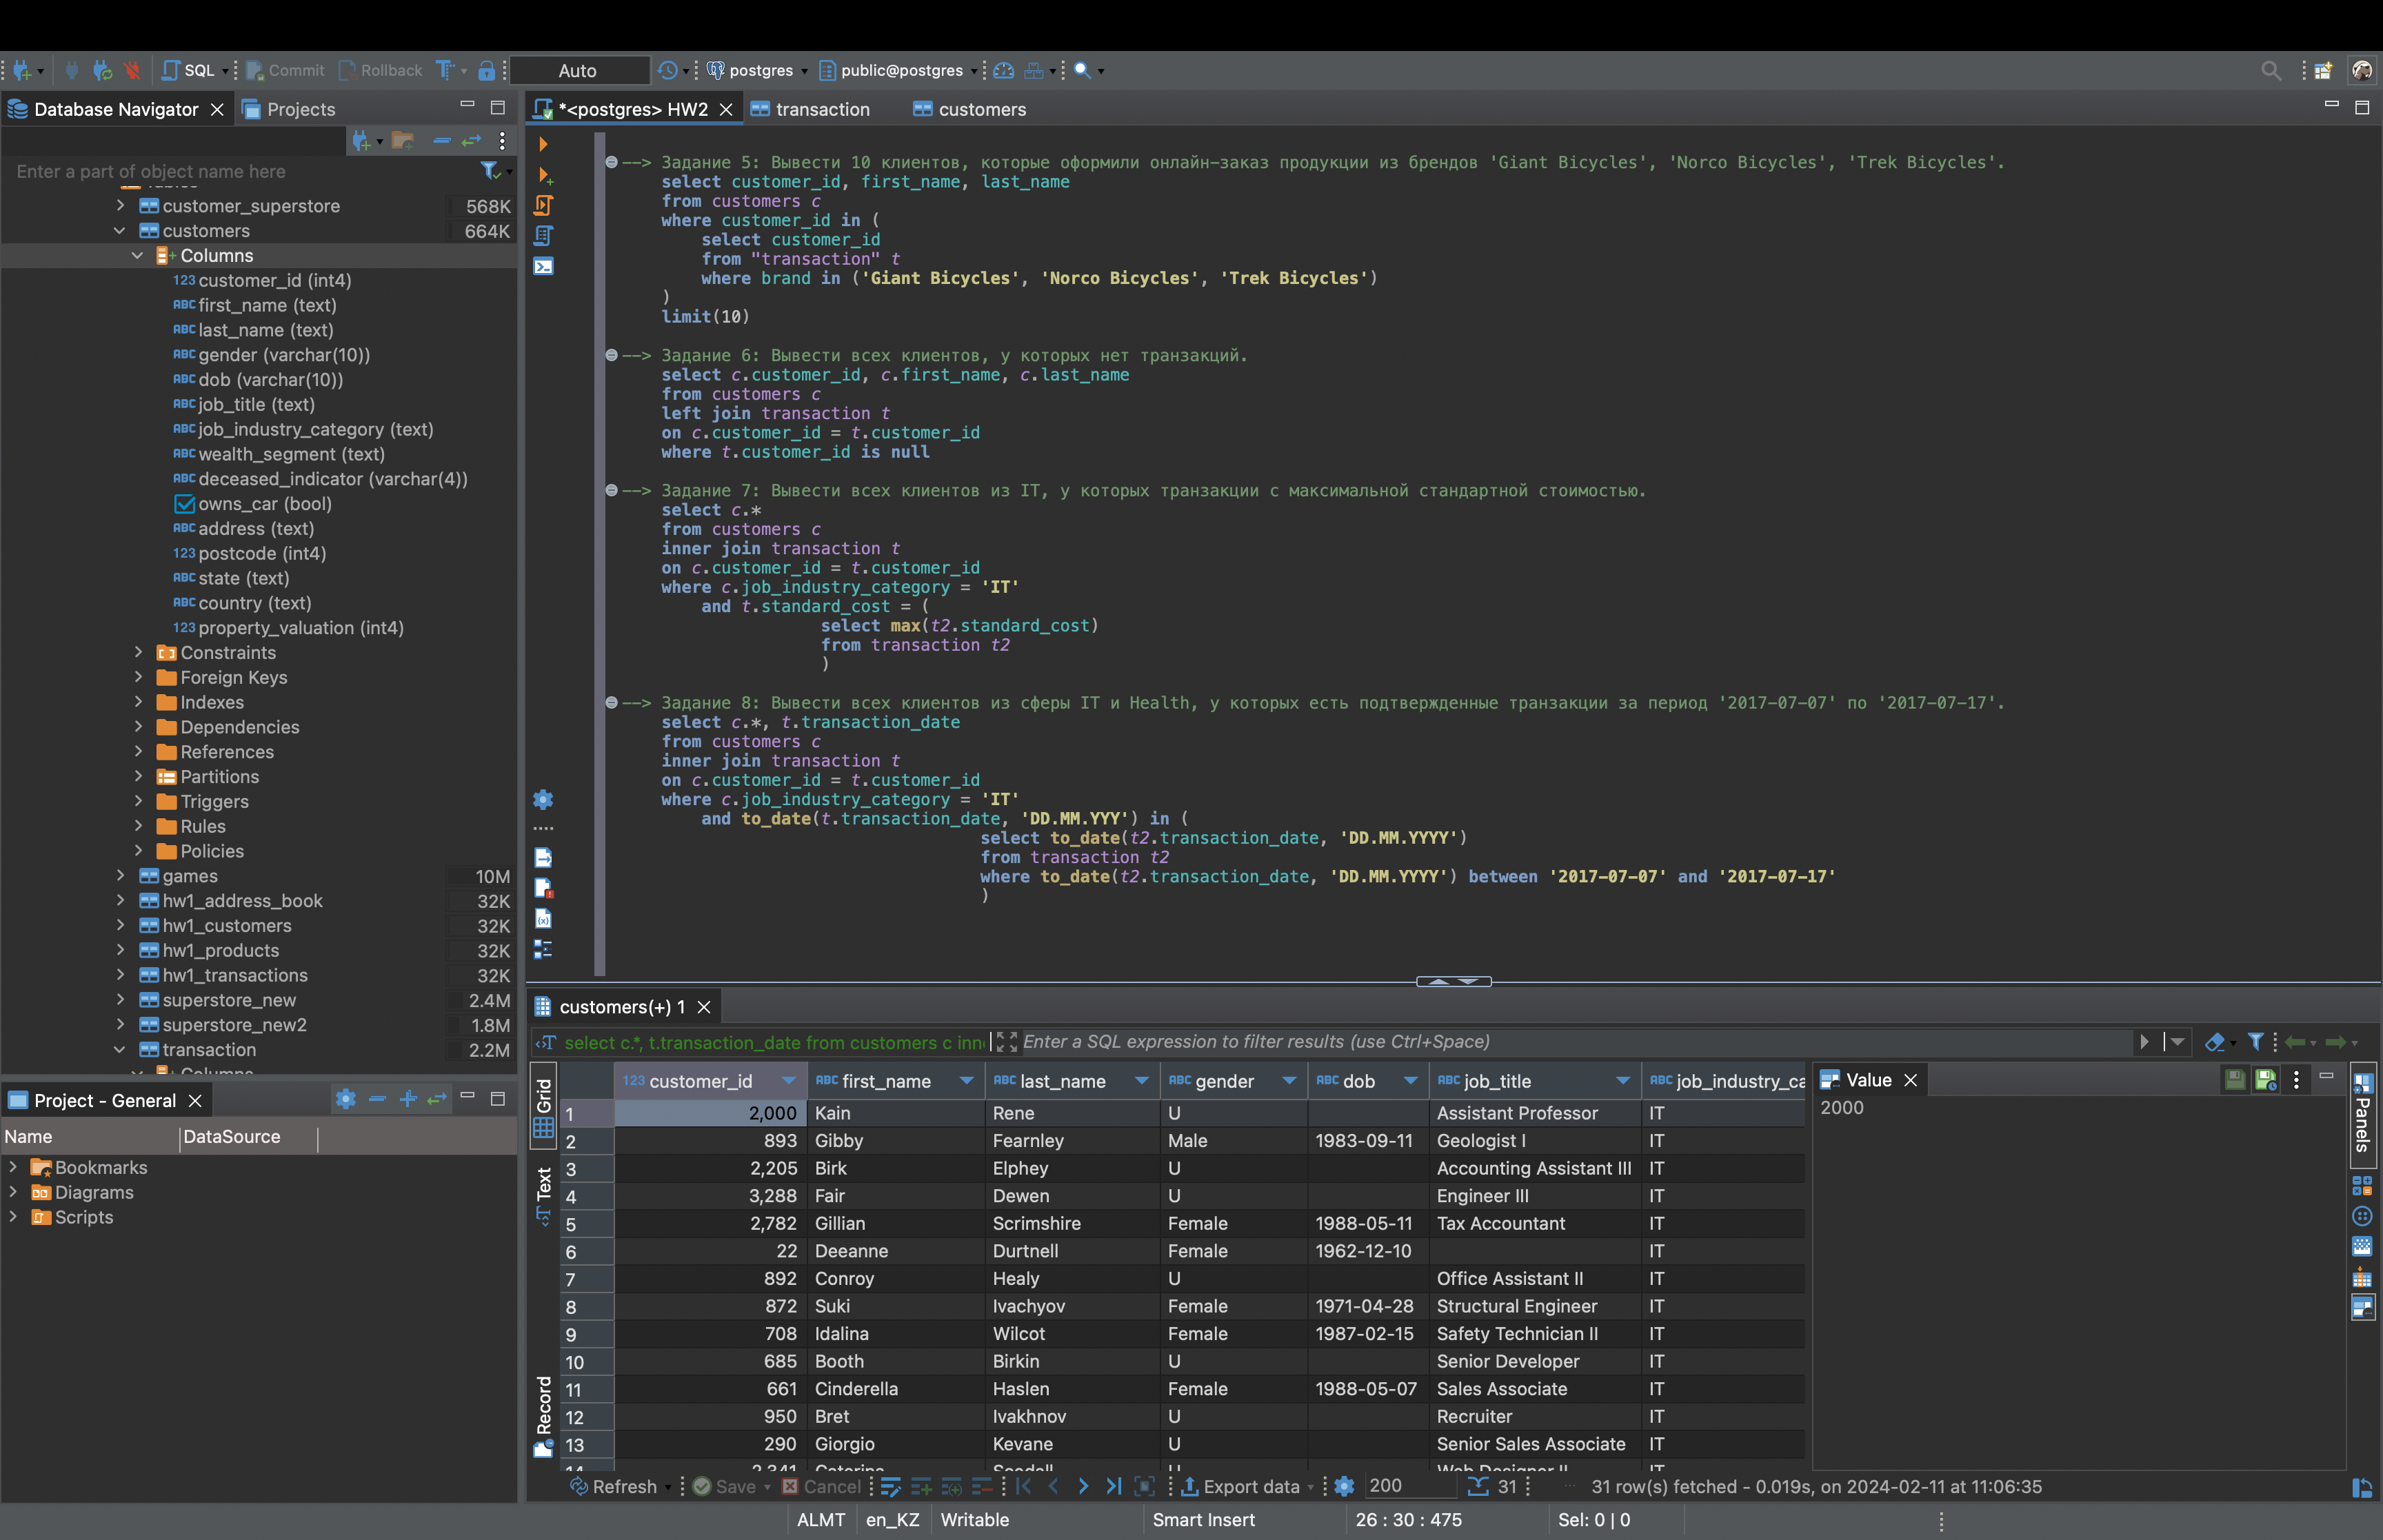 SQL Commit Rollback Auto postgres public@postgres
Database Navigator Projects
Enter a part of object name here
customer_superstore 568K
customers 664K
Columns
123 customer_id (int4)
ABC first_name (text)
ABC last_name (text)
ABC gender (varchar(10))
ABC dob (varchar(10))
ABC job_title (text)
ABC job_industry_category (text)
ABC wealth_segment (text)
ABC deceased_indicator (varchar(4))
owns_car (bool)
ABC address (text)
123 postcode (int4)
ABC state (text)
ABC country (text)
123 property_valuation (int4)
Constraints
Foreign Keys
Indexes
Dependencies
References
Partitions
Triggers
Rules
Policies
games 10M
hw1_address_book 32K
hw1_customers 32K
hw1_products 32K
hw1_transactions 32K
superstore_new 2.4M
superstore_new2 1.8M
transaction 2.2M
Columns
Project - General
Name DataSource
Bookmarks
Diagrams
Scripts
*<postgres> HW2 transaction customers
--> Задание 5: Вывести 10 клиентов, которые оформили онлайн-заказ продукции из брендов 'Giant Bicycles', 'Norco Bicycles', 'Trek Bicycles'.
select customer_id, first_name, last_name
from customers c
where customer_id in (
select customer_id
from "transaction" t
where brand in ('Giant Bicycles', 'Norco Bicycles', 'Trek Bicycles')
)
limit(10)
--> Задание 6: Вывести всех клиентов, у которых нет транзакций.
select c.customer_id, c.first_name, c.last_name
from customers c
left join transaction t
on c.customer_id = t.customer_id
where t.customer_id is null
--> Задание 7: Вывести всех клиентов из IT, у которых транзакции с максимальной стандартной стоимостью.
select c.*
from customers c
inner join transaction t
on c.customer_id = t.customer_id
where c.job_industry_category = 'IT'
and t.standard_cost = (
select max(t2.standard_cost)
from transaction t2
)
--> Задание 8: Вывести всех клиентов из сферы IT и Health, у которых есть подтвержденные транзакции за период '2017-07-07' по '2017-07-17'.
select c.*, t.transaction_date
from customers c
inner join transaction t
on c.customer_id = t.customer_id
where c.job_industry_category = 'IT'
and to_date(t.transaction_date, 'DD.MM.YYY') in (
select to_date(t2.transaction_date, 'DD.MM.YYYY')
from transaction t2
where to_date(t2.transaction_date, 'DD.MM.YYYY') between '2017-07-07' and '2017-07-17'
)
customers(+) 1
select c.*, t.transaction_date from customers c inn Enter a SQL expression to filter results (use Ctrl+Space)
Grid
Text
Record
123 customer_id ABC first_name ABC last_name ABC gender ABC dob ABC job_title ABC job_industry_ca
1 2,000 Kain Rene U Assistant Professor IT
2 893 Gibby Fearnley Male 1983-09-11 Geologist I IT
3 2,205 Birk Elphey U Accounting Assistant III IT
4 3,288 Fair Dewen U Engineer III IT
5 2,782 Gillian Scrimshire Female 1988-05-11 Tax Accountant IT
6 22 Deeanne Durtnell Female 1962-12-10 IT
7 892 Conroy Healy U Office Assistant II IT
8 872 Suki Ivachyov Female 1971-04-28 Structural Engineer IT
9 708 Idalina Wilcot Female 1987-02-15 Safety Technician II IT
10 685 Booth Birkin U Senior Developer IT
11 661 Cinderella Haslen Female 1988-05-07 Sales Associate IT
12 950 Bret Ivakhnov U Recruiter IT
13 290 Giorgio Kevane U Senior Sales Associate IT
14 2,341 U Web Designer II IT
Value
2000
Panels
Refresh Save Cancel Export data 200 31 31 row(s) fetched - 0.019s, on 2024-02-11 at 11:06:35
ALMT en_KZ Writable Smart Insert 26 : 30 : 475 Sel: 0 | 0